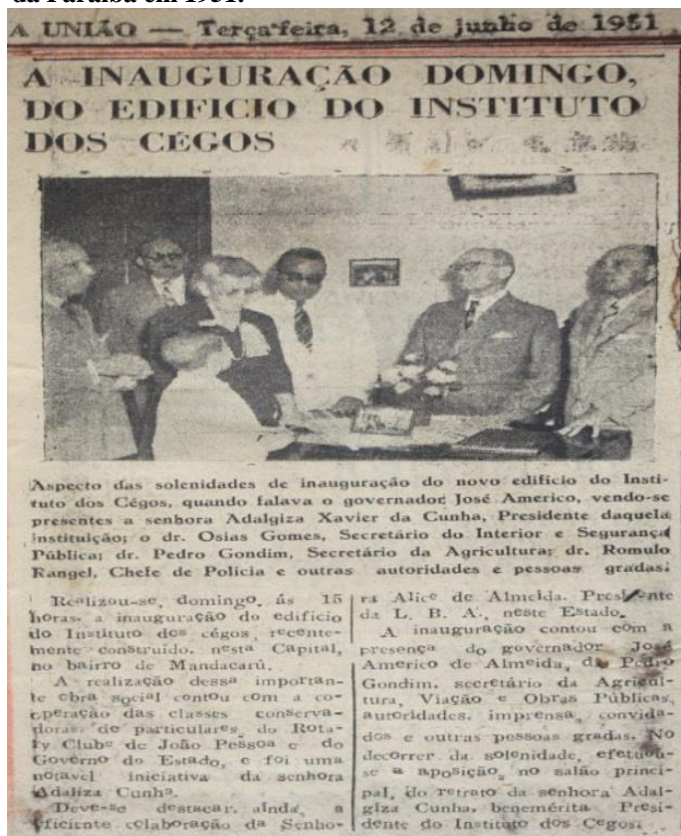 da Paraíba em 1951.
A UNIÃO — Terça-feira, 12 de junho de 1951
A INAUGURAÇÃO DOMINGO,
DO EDIFICIO DO INSTITUTO
DOS CÉGOS
Aspecto das solenidades de inauguração do novo edificio do Insti-
tuto dos Cégos, quando falava o governador José Americo, vendo-se
presentes a senhora Adalgiza Xavier da Cunha, Presidente daquela
instituição; o dr. Osias Gomes, Secretário do Interior e Segurança
Pública; dr. Pedro Gondim, Secretário da Agricultura; dr. Romulo
Rangel, Chefe de Policia e outras autoridades e pessoas gradas.
Realizou-se, domingo, ás 15
horas, a inauguração do edificio
do Instituto dos cégos, recente-
mente construido, nesta Capital,
no bairro de Mandacarú.
A realização dessa importan-
te obra social contou com a co-
operação das classes conserva-
doras, de particulares, do Rota-
ry Clube de João Pessoa e do
Governo do Estado, e foi uma
notavel iniciativa da senhora
Adaliza Cunha.
Deve-se destacar, ainda, a
eficiente colaboração da Senho-
ra Alice de Almeida, Presidente
da L. B. A., neste Estado.
A inauguração contou com a
presença do governador José
Americo de Almeida, dr. Pedro
Gondim, secretário da Agricul-
tura, Viação e Obras Públicas,
autoridades, imprensa, convida-
dos e outras pessoas gradas. No
decorrer da solenidade, efetuou-
se a aposição, no salão princi-
pal, do retrato da senhora Adal-
giza Cunha, benemérita Presi-
dente do Instituto dos Cegos.